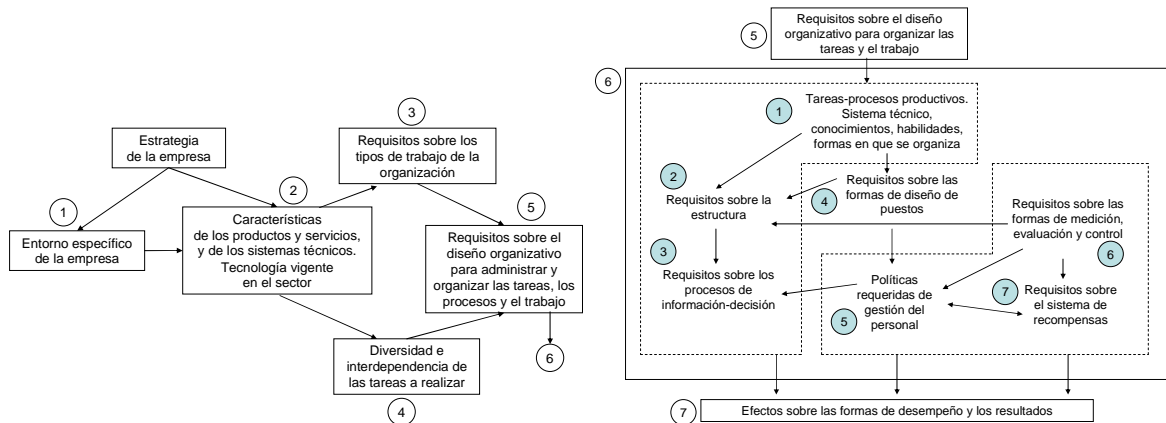 Estrategia
de la empresa
1
Entorno específico
de la empresa
2
Características
de los productos y servicios,
y de los sistemas técnicos.
Tecnología vigente
en el sector
3
Requisitos sobre los
tipos de trabajo de la
organización
Diversidad e
interdependencia de
las tareas a realizar
4
5
Requisitos sobre el
diseño organizativo
para administrar y
organizar las tareas, los
procesos y el trabajo
6
5
Requisitos sobre el diseño
organizativo para organizar las
tareas y el trabajo
6
1
Tareas-procesos productivos.
Sistema técnico,
conocimientos, habilidades,
formas en que se organiza
2
Requisitos sobre la
estructura
3
Requisitos sobre los
procesos de
información-decisión
Requisitos sobre las
formas de diseño de
puestos
4
Políticas
requeridas de
gestión del
personal
5
Requisitos sobre las
formas de medición,
evaluación y control
6
7
Requisitos sobre
el sistema de
recompensas
7
Efectos sobre las formas de desempeño y los resultados